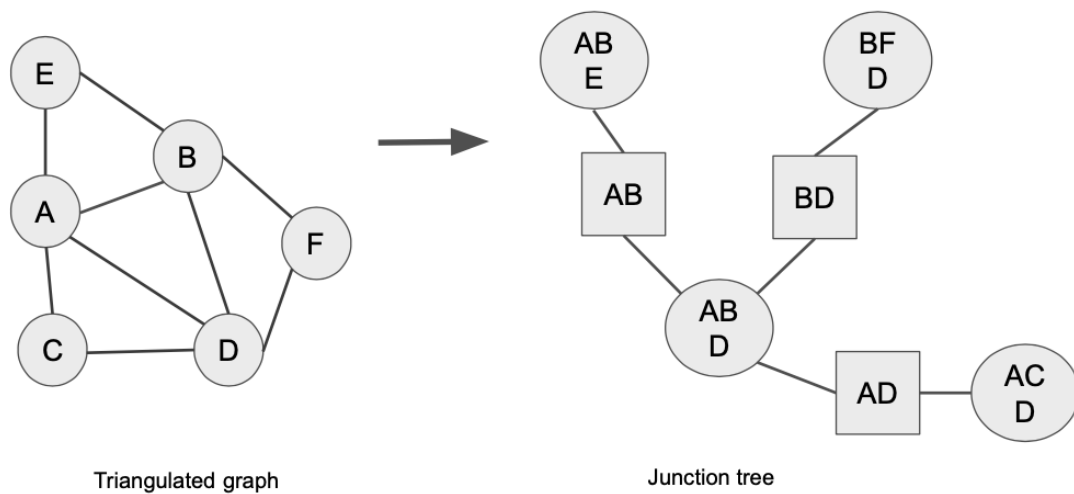 E
B
A
F
C
D
Triangulated graph
AB
E
BF
D
AB
BD
AB
D
AD
AC
D
Junction tree